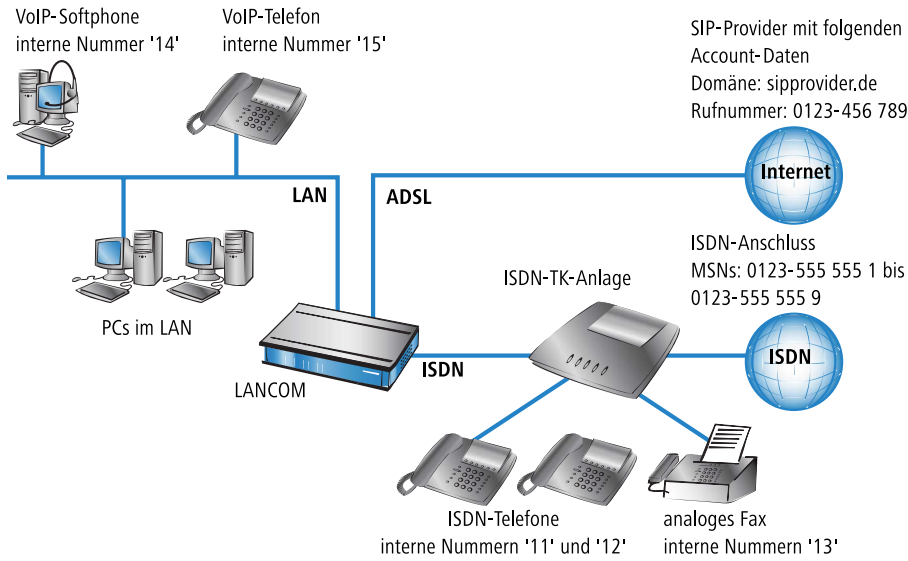 VoIP-Softphone
interne Nummer '14'
VoIP-Telefon
interne Nummer '15'
SIP-Provider mit folgenden
Account-Daten
Domäne: sipprovider.de
Rufnummer: 0123-456 789
Internet
LAN
ADSL
ISDN-Anschluss
MSNs: 0123-555 555 1 bis
0123-555 555 9
ISDN-TK-Anlage
PCs im LAN
ISDN
ISDN
LANCOM
ISDN-Telefone
interne Nummern '11' und '12'
analoges Fax
interne Nummern '13'